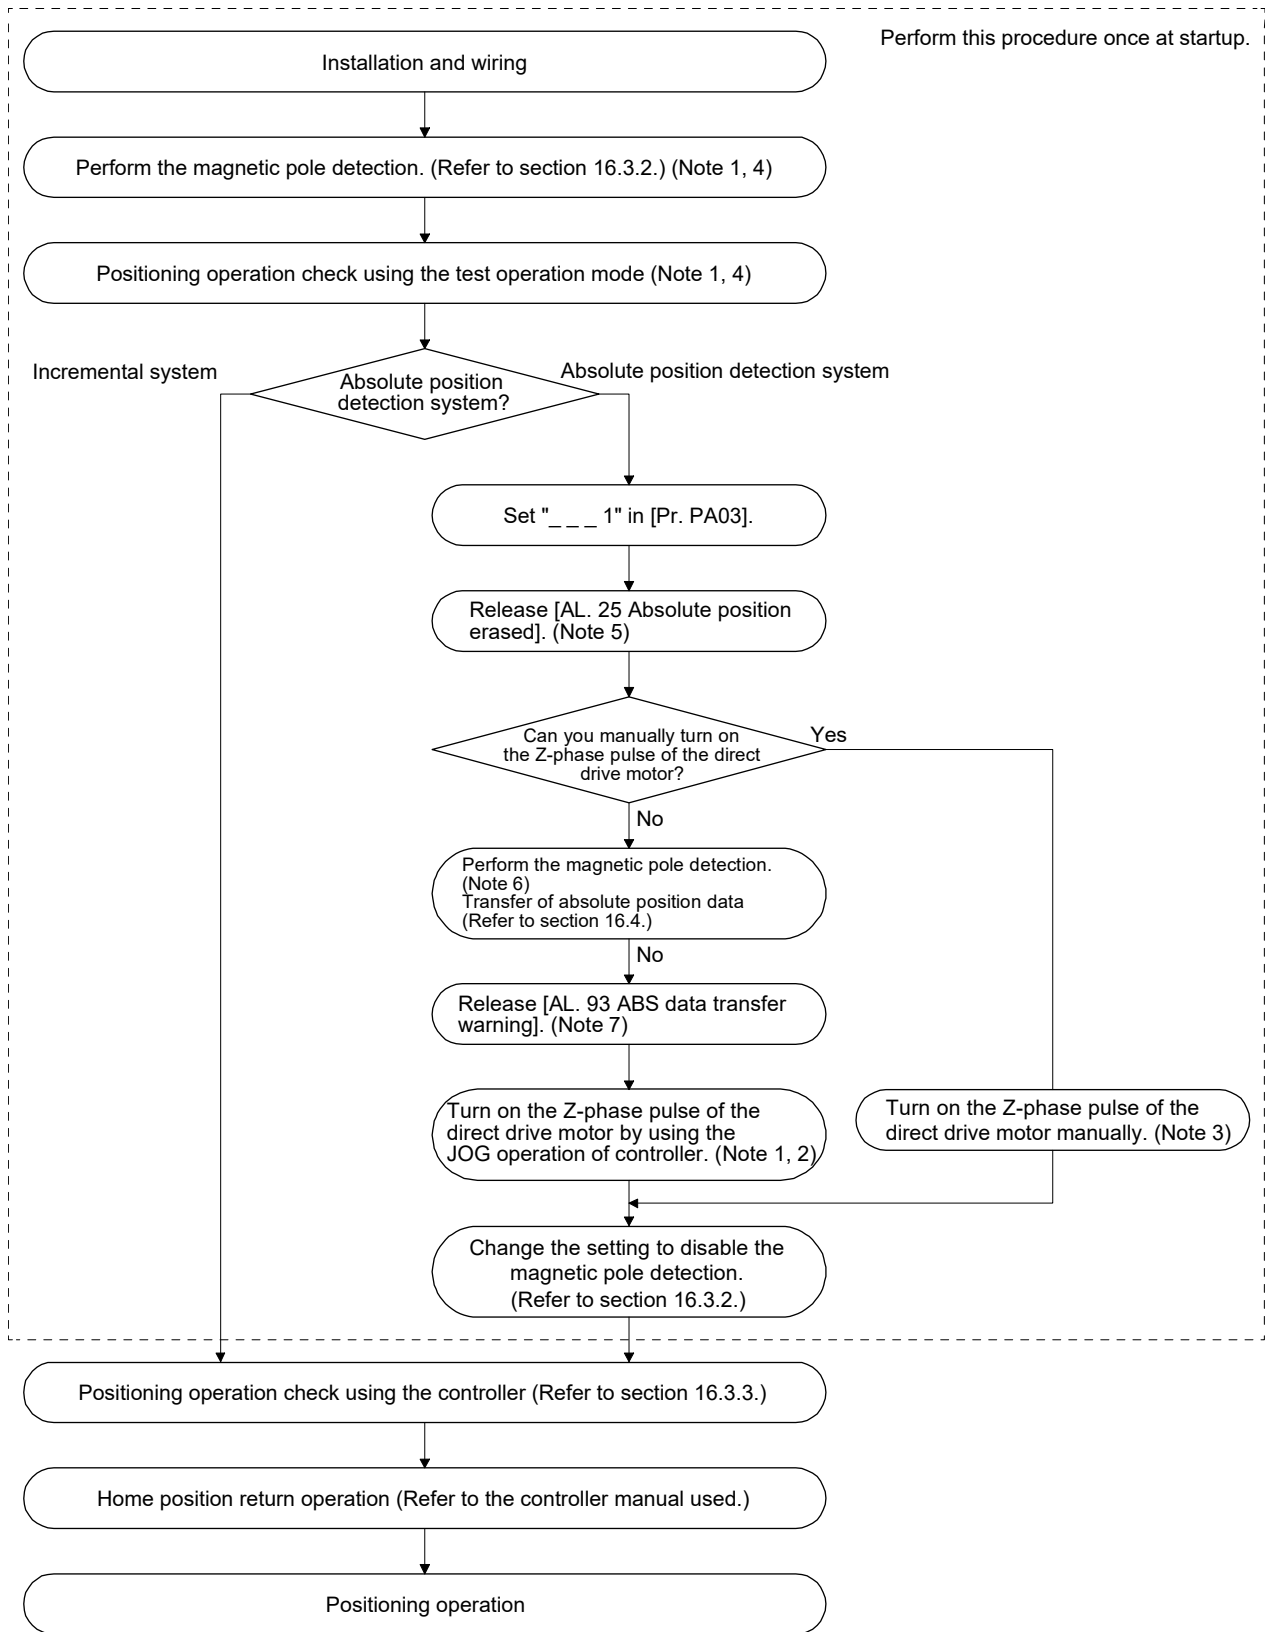 Perform this procedure once at startup.
Installation and wiring
Perform the magnetic pole detection. (Refer to section 16.3.2.) (Note 1, 4)
Positioning operation check using the test operation mode (Note 1, 4)
Incremental system
Absolute position detection system
Absolute position
detection system?
Set "_ _ _ 1" in [Pr. PA03].
Release [AL. 25 Absolute position
erased]. (Note 5)
Can you manually turn on
the Z-phase pulse of the direct
drive motor?
Yes
No
Perform the magnetic pole detection.
(Note 6)
Transfer of absolute position data
(Refer to section 16.4.)
No
Release [AL. 93 ABS data transfer
warning]. (Note 7)
Turn on the Z-phase pulse of the
direct drive motor by using the
JOG operation of controller. (Note 1, 2)
Turn on the Z-phase pulse of the
direct drive motor manually. (Note 3)
Change the setting to disable the
magnetic pole detection.
(Refer to section 16.3.2.)
Positioning operation check using the controller (Refer to section 16.3.3.)
Home position return operation (Refer to the controller manual used.)
Positioning operation